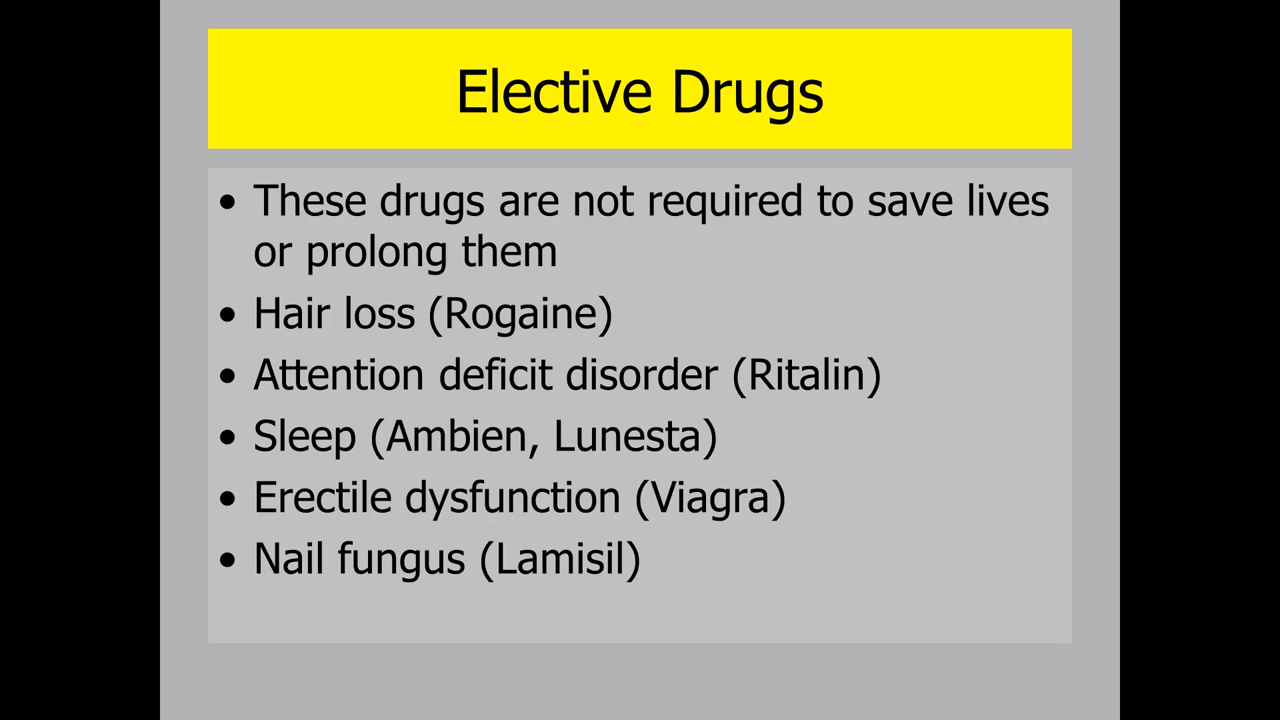 Elective Drugs
• These drugs are not required to save lives
or prolong them
• Hair loss (Rogaine)
• Attention deficit disorder (Ritalin)
• Sleep (Ambien, Lunesta)
• Erectile dysfunction (Viagra)
• Nail fungus (Lamisil)